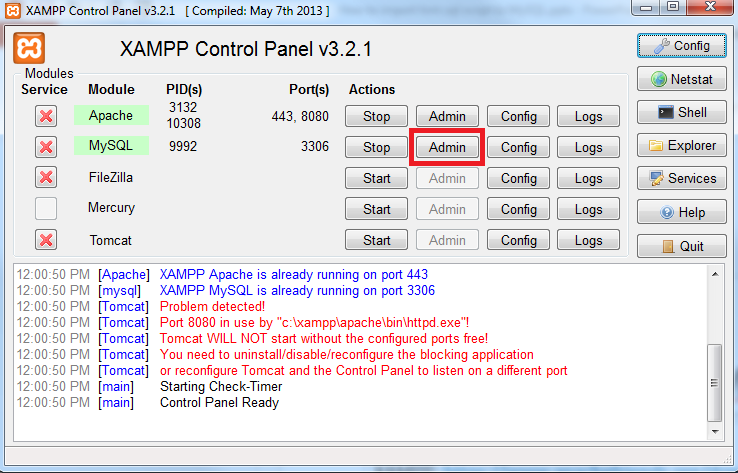 XAMPP Control Panel v3.2.1 [ Compiled: May 7th 2013 ]
XAMPP Control Panel v3.2.1
Config
Modules
Service Module PID(s) Port(s) Actions
Netstat
Apache 3132 10308 443, 8080 Stop Admin Config Logs
Shell
MySQL 9992 3306 Stop Admin Config Logs
Explorer
FileZilla Start Admin Config Logs
Services
Mercury Start Admin Config Logs
Help
Tomcat Start Admin Config Logs
Quit
12:00:50 PM [Apache] XAMPP Apache is already running on port 443
12:00:50 PM [mysql] XAMPP MySQL is already running on port 3306
12:00:50 PM [Tomcat] Problem detected!
12:00:50 PM [Tomcat] Port 8080 in use by "c:\xampp\apache\bin\httpd.exe"!
12:00:50 PM [Tomcat] Tomcat WILL NOT start without the configured ports free!
12:00:50 PM [Tomcat] You need to uninstall/disable/reconfigure the blocking application
12:00:50 PM [Tomcat] or reconfigure Tomcat and the Control Panel to listen on a different port
12:00:50 PM [main] Starting Check-Timer
12:00:50 PM [main] Control Panel Ready